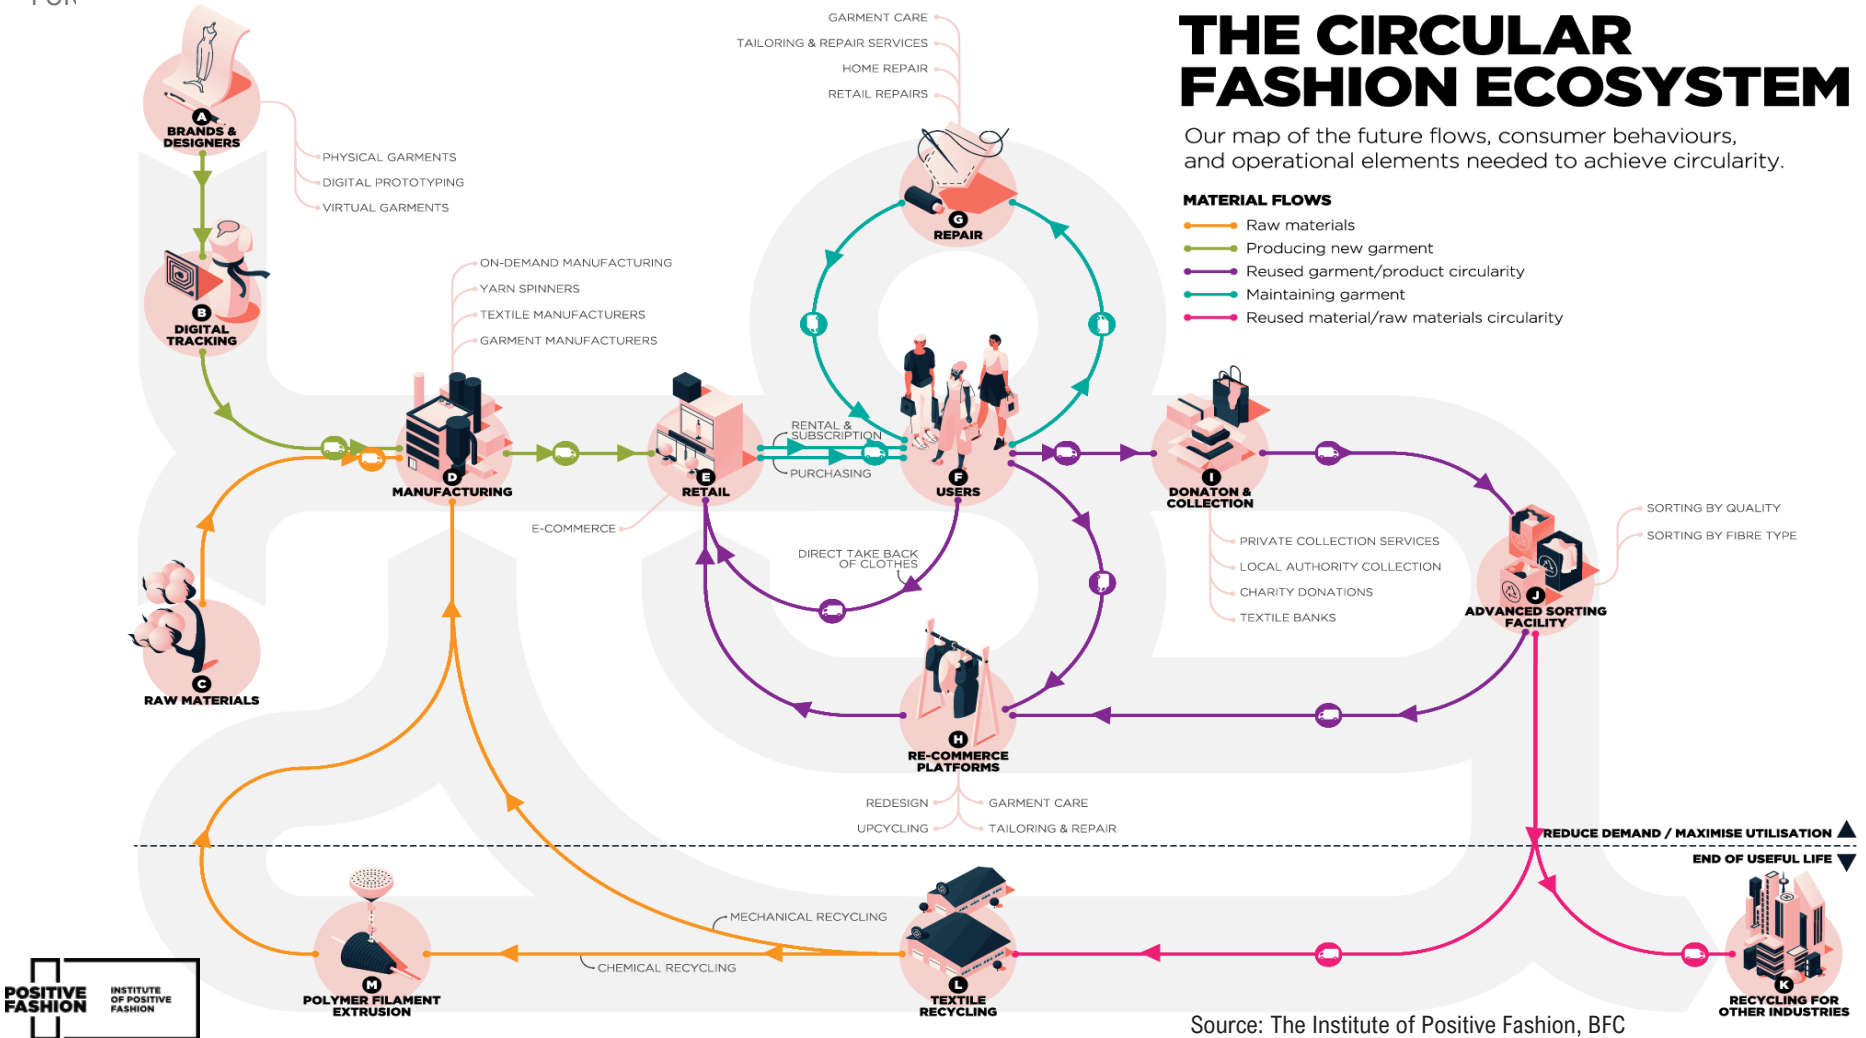 THE CIRCULAR
FASHION ECOSYSTEM
Our map of the future flows, consumer behaviours,
and operational elements needed to achieve circularity.
MATERIAL FLOWS
Raw materials
Producing new garment
Reused garment/product circularity
Maintaining garment
Reused material/raw materials circularity
A
BRANDS &
DESIGNERS
PHYSICAL GARMENTS
DIGITAL PROTOTYPING
VIRTUAL GARMENTS
B
DIGITAL
TRACKING
C
RAW MATERIALS
ON-DEMAND MANUFACTURING
YARN SPINNERS
TEXTILE MANUFACTURERS
GARMENT MANUFACTURERS
D
MANUFACTURING
E
RETAIL
E-COMMERCE
RENTAL &
SUBSCRIPTION
PURCHASING
GARMENT CARE
TAILORING & REPAIR SERVICES
HOME REPAIR
RETAIL REPAIRS
G
REPAIR
F
USERS
DIRECT TAKE BACK
OF CLOTHES
I
DONATON &
COLLECTION
PRIVATE COLLECTION SERVICES
LOCAL AUTHORITY COLLECTION
CHARITY DONATIONS
TEXTILE BANKS
SORTING BY QUALITY
SORTING BY FIBRE TYPE
J
ADVANCED SORTING
FACILITY
H
RE-COMMERCE
PLATFORMS
REDESIGN
UPCYCLING
GARMENT CARE
TAILORING & REPAIR
REDUCE DEMAND / MAXIMISE UTILISATION
END OF USEFUL LIFE
MECHANICAL RECYCLING
CHEMICAL RECYCLING
M
POLYMER FILAMENT
EXTRUSION
L
TEXTILE
RECYCLING
K
RECYCLING FOR
OTHER INDUSTRIES
POSITIVE
FASHION
INSTITUTE
OF POSITIVE
FASHION
Source: The Institute of Positive Fashion, BFC